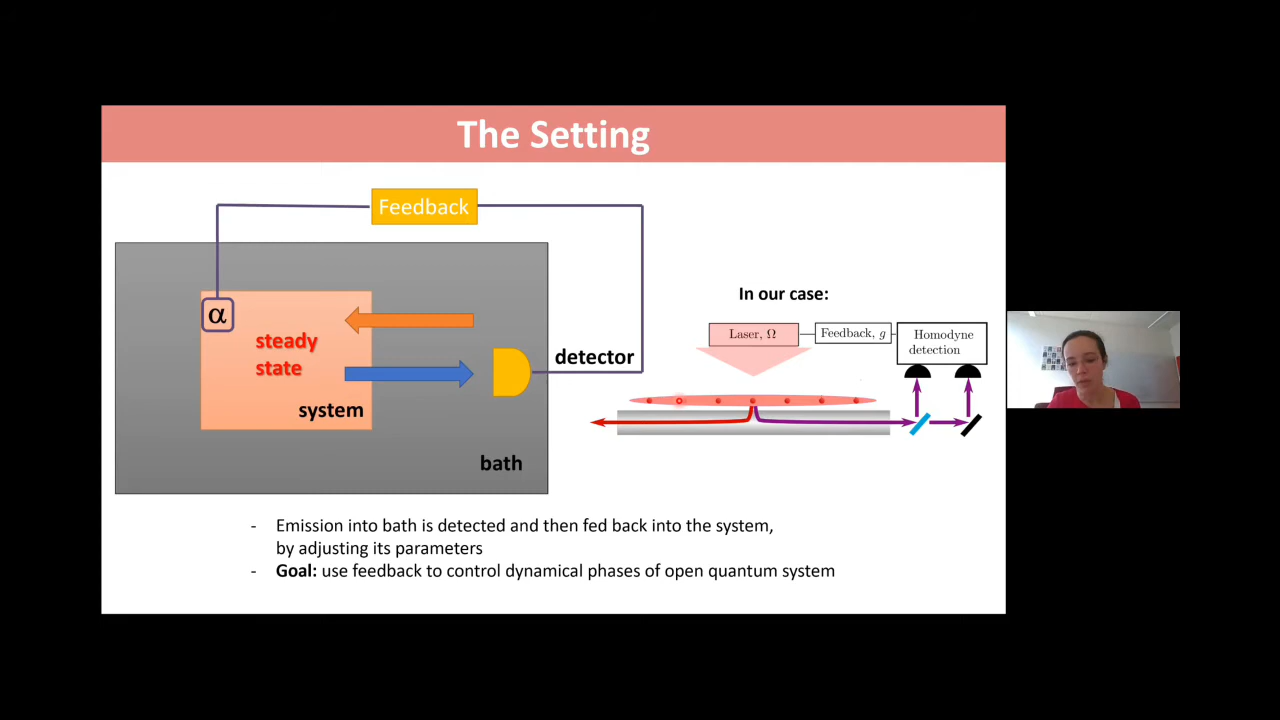 The Setting
Feedback
α
steady
state
system
detector
bath
In our case:
Laser, Ω
Feedback, g
Homodyne
detection
- Emission into bath is detected and then fed back into the system,
by adjusting its parameters
- Goal: use feedback to control dynamical phases of open quantum system